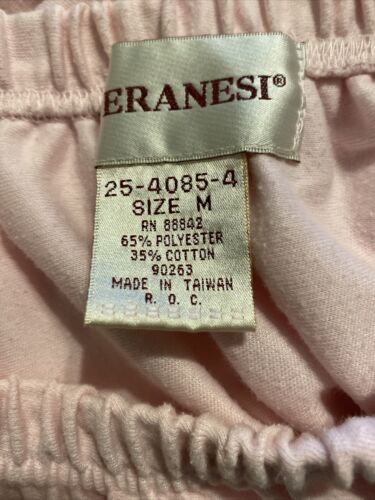 ERANESI®
25-4085-4
SIZE M
RN 88842
65% POLYESTER
35% COTTON
90263
MADE IN TAIWAN
R. O. C.